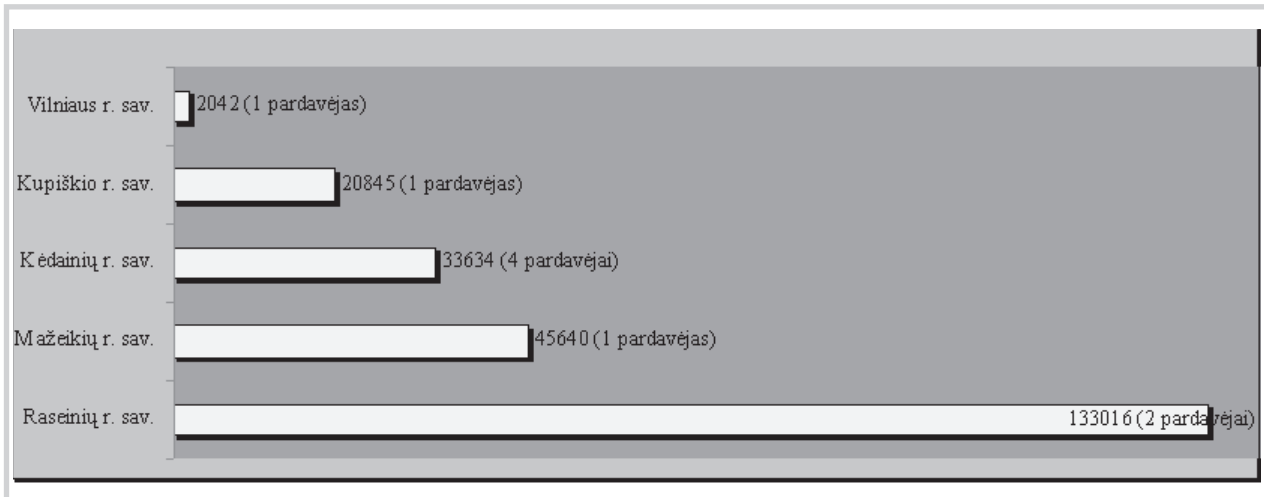 Vilniaus r. sav. 2042 (1 pardavėjas)
Kupiškio r. sav. 20845 (1 pardavėjas)
Kėdainių r. sav. 33634 (4 pardavėjai)
Mažeikių r. sav. 45640 (1 pardavėjas)
Raseinių r. sav. 133016 (2 pardavėjai)